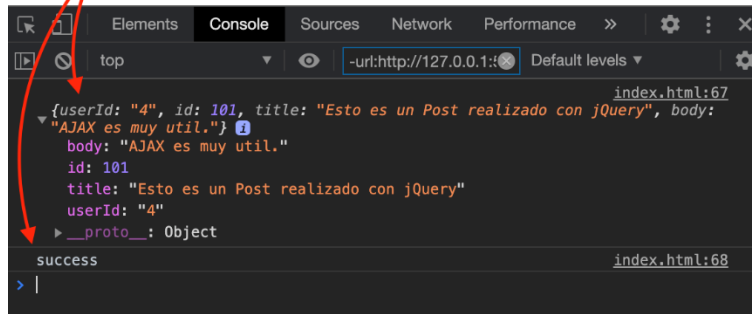 Elements Console Sources Network Performance »
top -url:http://127.0.0.1:5 Default levels ▼
index.html:67
{userId: "4", id: 101, title: "Esto es un Post realizado con jQuery", body:
"AJAX es muy util."} i
body: "AJAX es muy util."
id: 101
title: "Esto es un Post realizado con jQuery"
userId: "4"
▶ __proto__: Object
success index.html:68
>